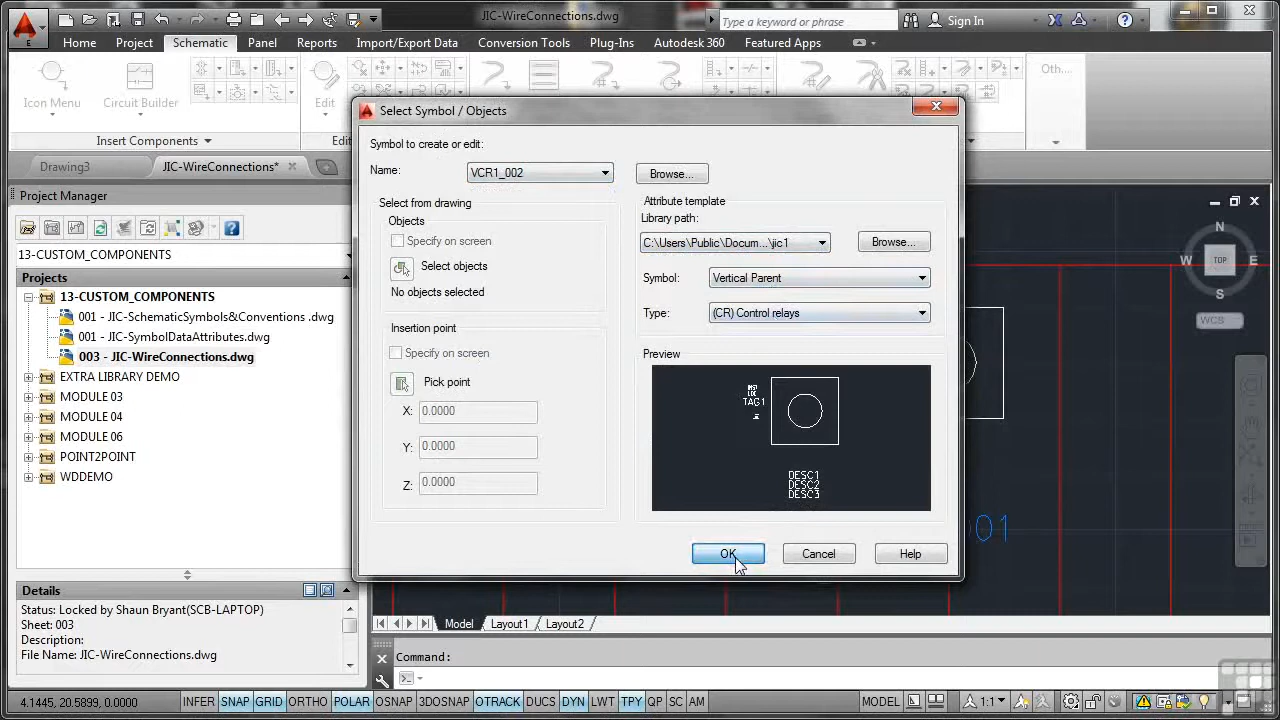 JIC-WireConnections.dwg
Type a keyword or phrase
Sign In
E
Home Project Schematic Panel Reports Import/Export Data Conversion Tools Plug-Ins Autodesk 360 Featured Apps
Icon Menu
Circuit Builder
Edit
Oth...
Insert Components
Edi
Drawing3
JIC-WireConnections*
Project Manager
13-CUSTOM_COMPONENTS
Projects
13-CUSTOM_COMPONENTS
001 - JIC-SchematicSymbols&Conventions .dwg
001 - JIC-SymbolDataAttributes.dwg
003 - JIC-WireConnections.dwg
EXTRA LIBRARY DEMO
MODULE 03
MODULE 04
MODULE 06
POINT2POINT
WDDEMO
Details
Status: Locked by Shaun Bryant(SCB-LAPTOP)
Sheet: 003
Description:
File Name: JIC-WireConnections.dwg
Select Symbol / Objects
Symbol to create or edit:
Name:
VCR1_002
Browse...
Select from drawing
Objects
Specify on screen
Select objects
No objects selected
Insertion point
Specify on screen
Pick point
X: 0.0000
Y: 0.0000
Z: 0.0000
Attribute template
Library path:
C:\Users\Public\Docum...\jic1
Browse...
Symbol: Vertical Parent
Type: (CR) Control relays
Preview
INST
LOC
TAG1
DESC1
DESC2
DESC3
OK
Cancel
Help
N
W TOP E
S
WCS
01
Model Layout1 Layout2
Command:
4.1445, 20.5899, 0.0000
INFER SNAP GRID ORTHO POLAR OSNAP 3DOSNAP OTRACK DUCS DYN LWT TPY QP SC AM
MODEL
1:1